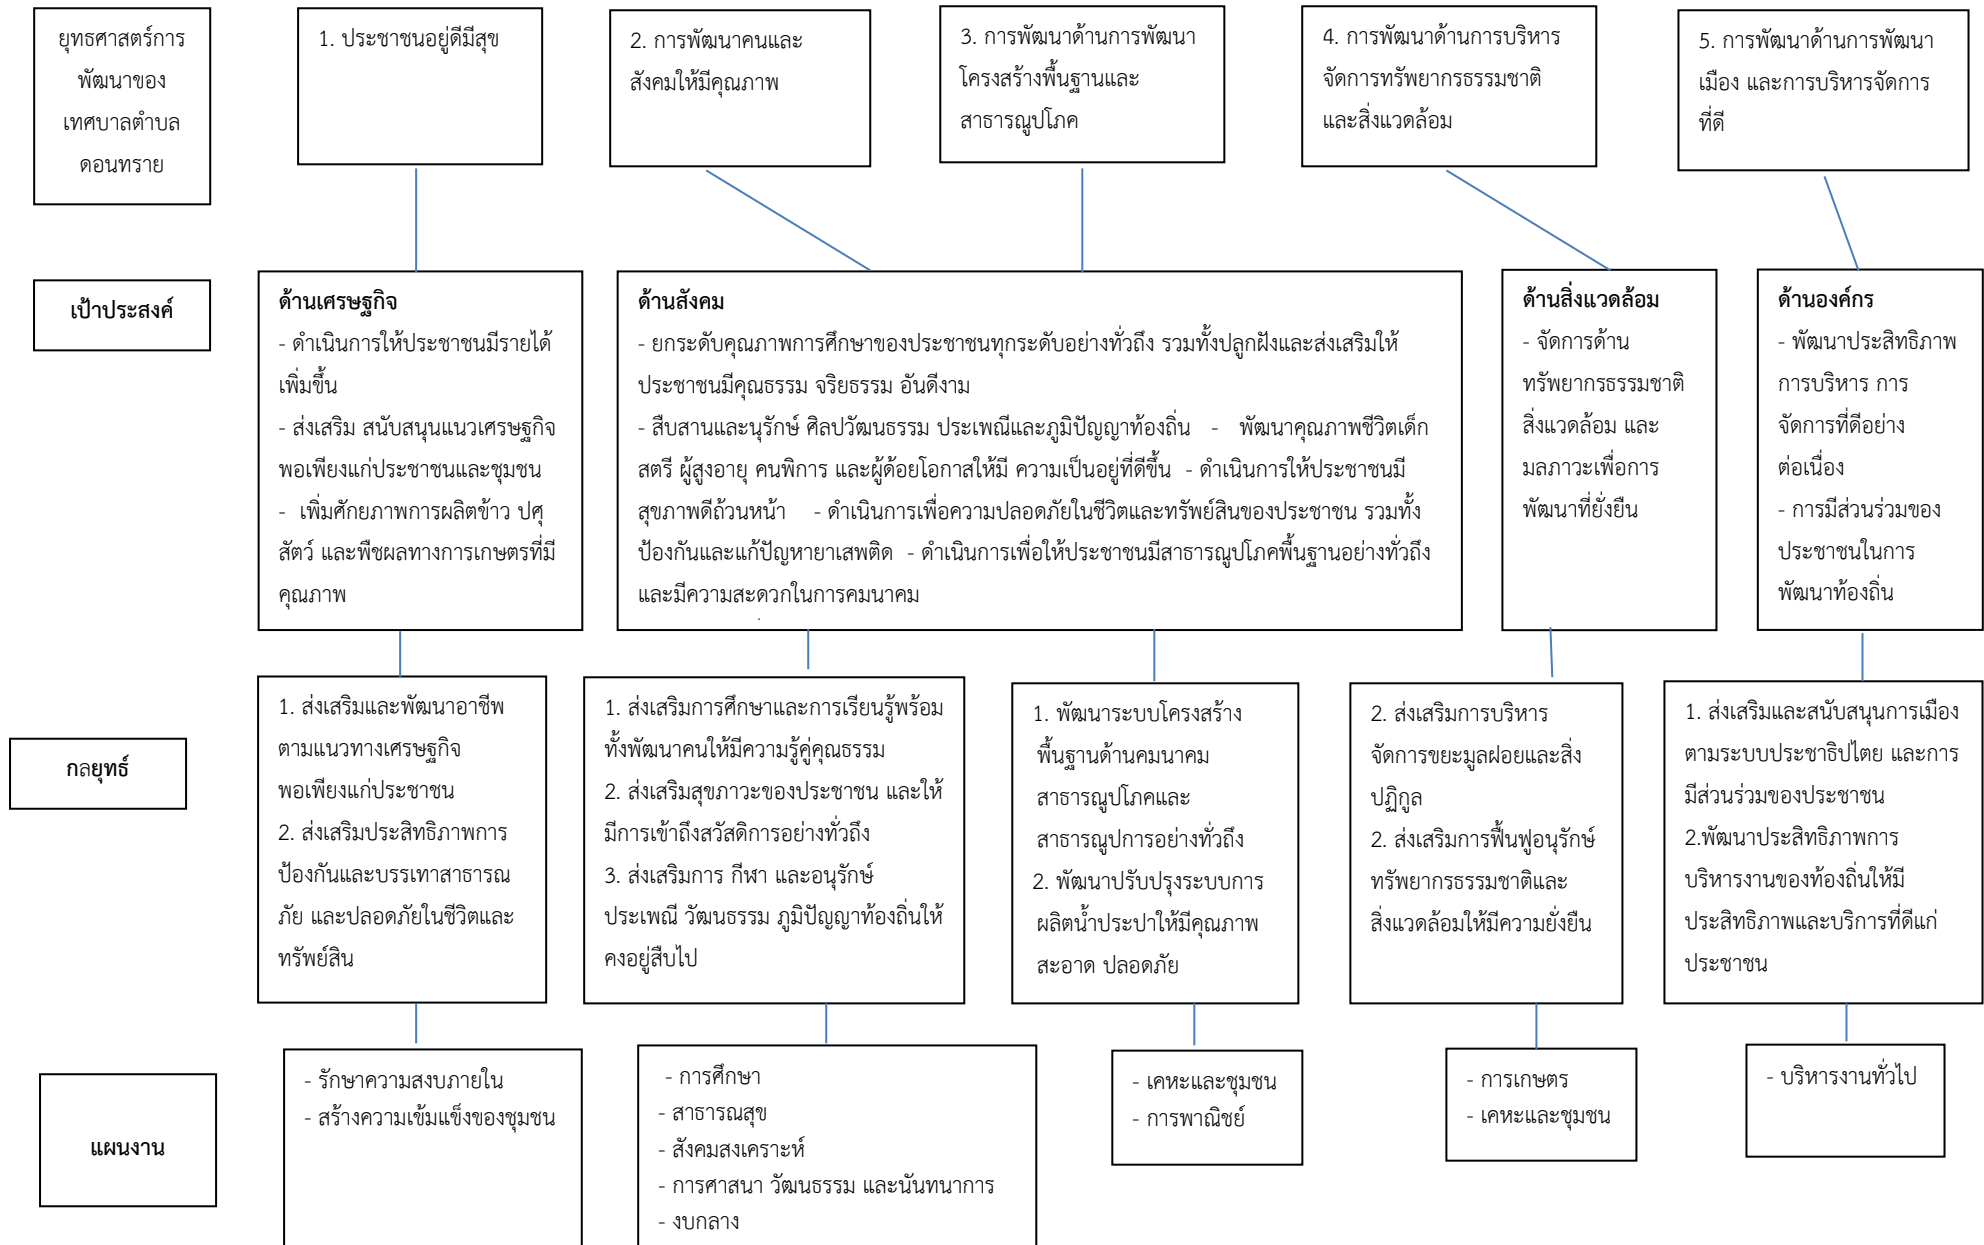 ยุทธศาสตร์การ
พัฒนาของ
เทศบาลตำบล
ดอนทราย
1. ประชาชนอยู่ดีมีสุข
2. การพัฒนาคนและ
สังคมให้มีคุณภาพ
3. การพัฒนาด้านการพัฒนา
โครงสร้างพื้นฐานและ
สาธารณูปโภค
4. การพัฒนาด้านการบริหาร
จัดการทรัพยากรธรรมชาติ
และสิ่งแวดล้อม
5. การพัฒนาด้านการพัฒนา
เมือง และการบริหารจัดการ
ที่ดี
เป้าประสงค์
ด้านเศรษฐกิจ
- ดำเนินการให้ประชาชนมีรายได้
เพิ่มขึ้น
- ส่งเสริม สนับสนุนแนวเศรษฐกิจ
พอเพียงแก่ประชาชนและชุมชน
- เพิ่มศักยภาพการผลิตข้าว ปศุ
สัตว์ และพืชผลทางการเกษตรที่มี
คุณภาพ
ด้านสังคม
- ยกระดับคุณภาพการศึกษาของประชาชนทุกระดับอย่างทั่วถึง รวมทั้งปลูกฝังและส่งเสริมให้
ประชาชนมีคุณธรรม จริยธรรม อันดีงาม
- สืบสานและนุรักษ์ ศิลปวัฒนธรรม ประเพณีและภูมิปัญญาท้องถิ่น - พัฒนาคุณภาพชีวิตเด็ก
สตรี ผู้สูงอายุ คนพิการ และผู้ด้อยโอกาสให้มี ความเป็นอยู่ที่ดีขึ้น - ดำเนินการให้ประชาชนมี
สุขภาพดีถ้วนหน้า - ดำเนินการเพื่อความปลอดภัยในชีวิตและทรัพย์สินของประชาชน รวมทั้ง
ป้องกันและแก้ปัญหายาเสพติด - ดำเนินการเพื่อให้ประชาชนมีสาธารณูปโภคพื้นฐานอย่างทั่วถึง
และมีความสะดวกในการคมนาคม
ด้านสิ่งแวดล้อม
- จัดการด้าน
ทรัพยากรธรรมชาติ
สิ่งแวดล้อม และ
มลภาวะเพื่อการ
พัฒนาที่ยั่งยืน
ด้านองค์กร
- พัฒนาประสิทธิภาพ
การบริหาร การ
จัดการที่ดีอย่าง
ต่อเนื่อง
- การมีส่วนร่วมของ
ประชาชนในการ
พัฒนาท้องถิ่น
กลยุทธ์
1. ส่งเสริมและพัฒนาอาชีพ
ตามแนวทางเศรษฐกิจ
พอเพียงแก่ประชาชน
2. ส่งเสริมประสิทธิภาพการ
ป้องกันและบรรเทาสาธารณ
ภัย และปลอดภัยในชีวิตและ
ทรัพย์สิน
1. ส่งเสริมการศึกษาและการเรียนรู้พร้อม
ทั้งพัฒนาคนให้มีความรู้คู่คุณธรรม
2. ส่งเสริมสุขภาวะของประชาชน และให้
มีการเข้าถึงสวัสดิการอย่างทั่วถึง
3. ส่งเสริมการ กีฬา และอนุรักษ์
ประเพณี วัฒนธรรม ภูมิปัญญาท้องถิ่นให้
คงอยู่สืบไป
1. พัฒนาระบบโครงสร้าง
พื้นฐานด้านคมนาคม
สาธารณูปโภคและ
สาธารณูปการอย่างทั่วถึง
2. พัฒนาปรับปรุงระบบการ
ผลิตน้ำประปาให้มีคุณภาพ
สะอาด ปลอดภัย
2. ส่งเสริมการบริหาร
จัดการขยะมูลฝอยและสิ่ง
ปฏิกูล
2. ส่งเสริมการฟื้นฟูอนุรักษ์
ทรัพยากรธรรมชาติและ
สิ่งแวดล้อมให้มีความยั่งยืน
1. ส่งเสริมและสนับสนุนการเมือง
ตามระบบประชาธิปไตย และการ
มีส่วนร่วมของประชาชน
2.พัฒนาประสิทธิภาพการ
บริหารงานของท้องถิ่นให้มี
ประสิทธิภาพและบริการที่ดีแก่
ประชาชน
แผนงาน
- รักษาความสงบภายใน
- สร้างความเข้มแข็งของชุมชน
- การศึกษา
- สาธารณสุข
- สังคมสงเคราะห์
- การศาสนา วัฒนธรรม และนันทนาการ
- งบกลาง
- เคหะและชุมชน
- การพาณิชย์
- การเกษตร
- เคหะและชุมชน
- บริหารงานทั่วไป